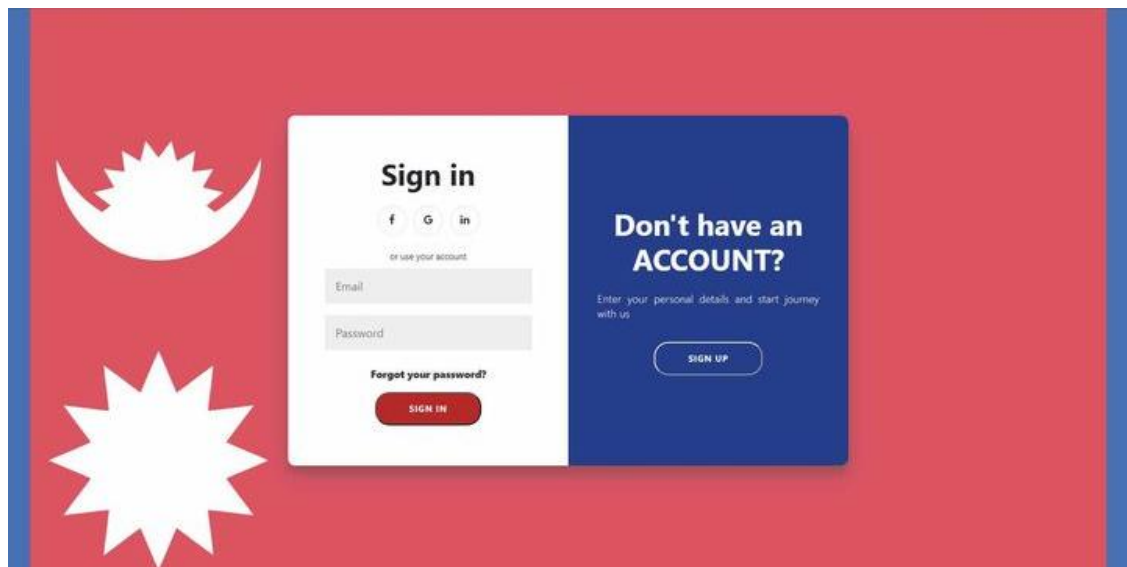 Sign in
f G in
or use your account
Email
Password
Forgot your password?
SIGN IN
Don't have an
ACCOUNT?
Enter your personal details and start journey
with us
SIGN UP